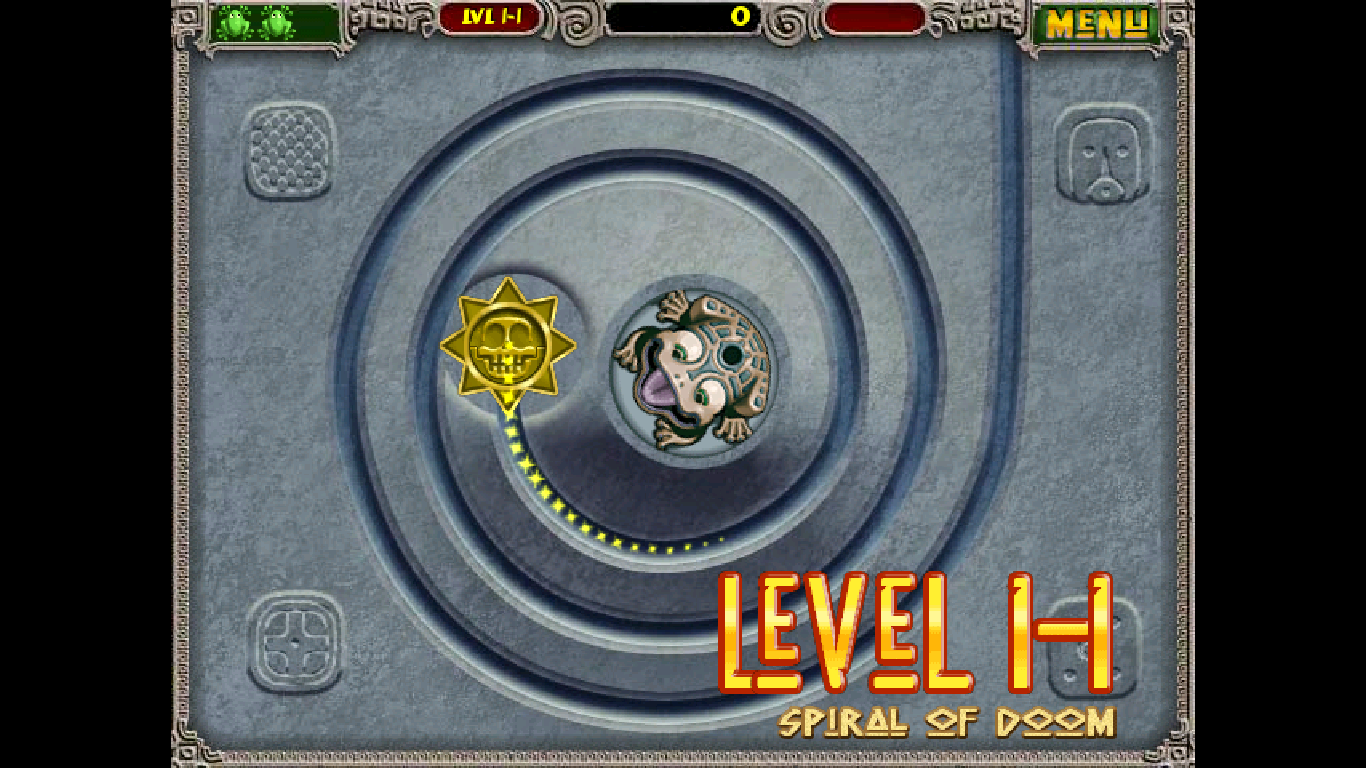 LVL 1-1
0
MENU
LEVEL 1-1
SPIRAL OF DOOM